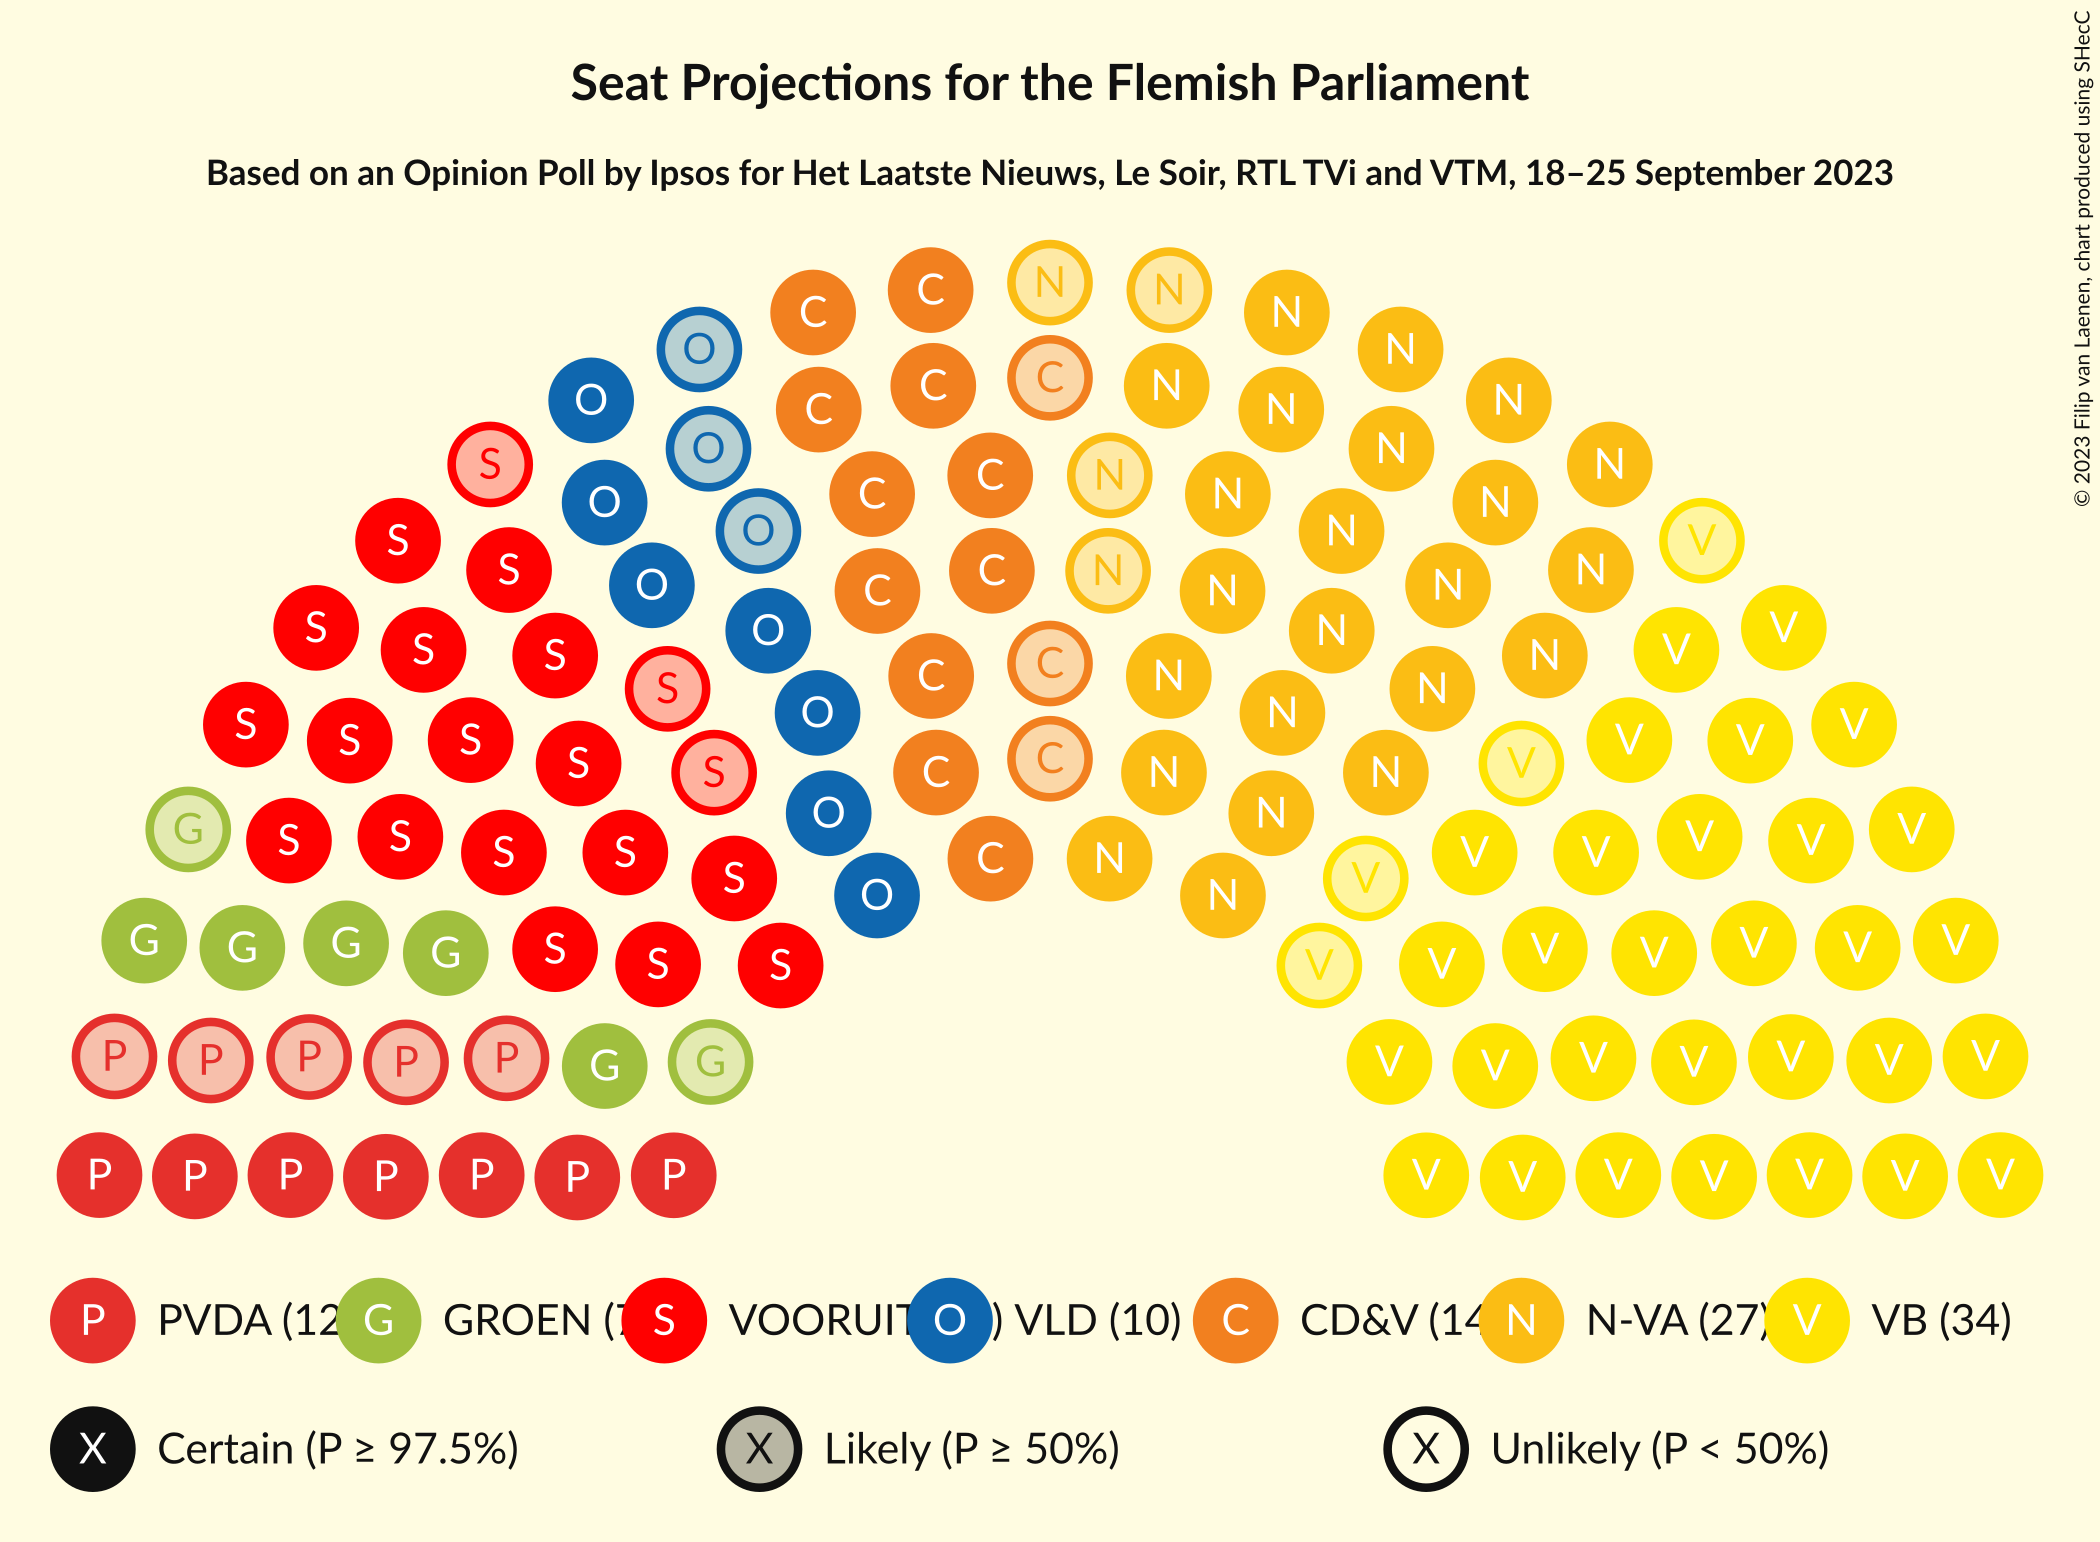 Seat Projections for the Flemish Parliament
Based on an Opinion Poll by Ipsos for Het Laatste Nieuws, Le Soir, RTL TVi and VTM, 18–25 September 2023
© 2023 Filip van Laenen, chart produced using SHecC
N
C C N N
C C N
O N
O C C C N N
O N
O C C N N
S O C C N
O N
O N
S O N V
S S C C N N
O N
S O N V
S S C C N N
S O N V
S S S S S C C N N N V V V V
G S S S S S O C N V V V V V V
G G G G S S S O N V V V V V V V
P P P P P G G V V V V V V V
P P P P P P P V V V V V V V
P PVDA (12 G GROEN (7 S VOORUIT O ) VLD (10) C CD&V (14 N N-VA (27) V VB (34)
X Certain (P ≥ 97.5%) X Likely (P ≥ 50%) X Unlikely (P < 50%)